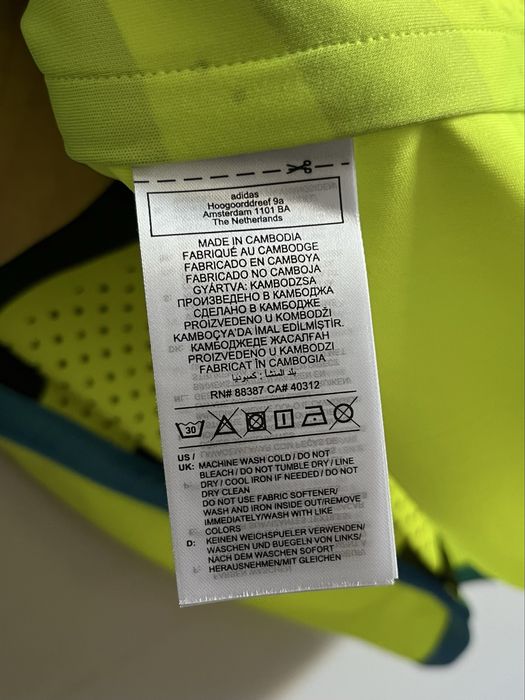 adidas
Hoogoorddreef 9a
Amsterdam 1101 BA
The Netherlands
MADE IN CAMBODIA
FABRIQUÉ AU CAMBODGE
FABRICADO EN CAMBOYA
FABRICADO NO CAMBOJA
GYÁRTVA: KAMBODZSA
ПРОИЗВЕДЕНО В КАМБОДЖА
СДЕЛАНО В КАМБОДЖЕ
PROIZVEDENO U KOMBODŽI
KAMBOÇYA'DA İMAL EDİLMİŞTİR.
КАМБОДЖЕДЕ ЖАСАЛҒАН
PROIZVEDENO U KAMBODZI
FABRICAT ÎN CAMBOGIA
بلد المنشأ : كمبوديا
RN# 88387 CA# 40312
30
US /
UK: MACHINE WASH COLD / DO NOT
BLEACH / DO NOT TUMBLE DRY / LINE
DRY / COOL IRON IF NEEDED / DO NOT
DRY CLEAN
DO NOT USE FABRIC SOFTENER/
WASH AND IRON INSIDE OUT/REMOVE
IMMEDIATELY/WASH WITH LIKE
COLORS
D: KEINEN WEICHSPUELER VERWENDEN/
WASCHEN UND BUEGELN VON LINKS/
NACH DEM WASCHEN SOFORT
HERAUSNEHMEN/MIT GLEICHEN